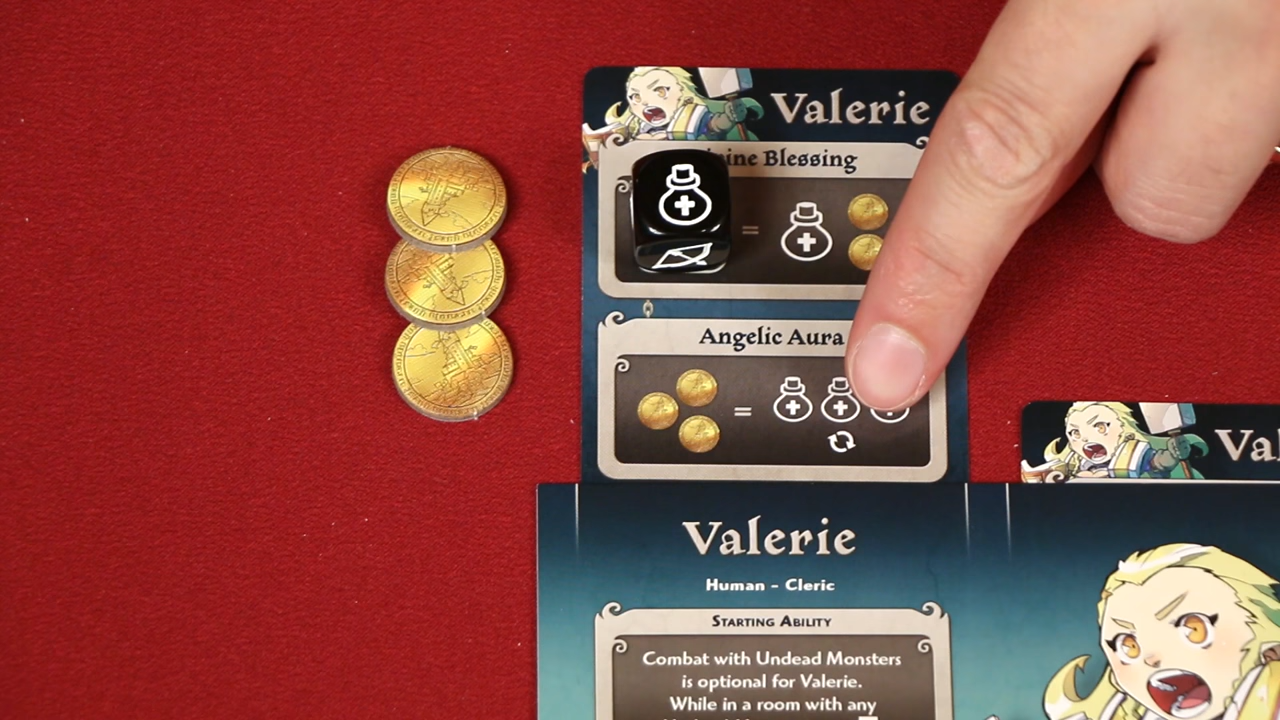 Valerie
Blessing
Angelic Aura
=
=
Valerie
Human - Cleric
Starting Ability
Combat with Undead Monsters
is optional for Valerie.
While in a room with any